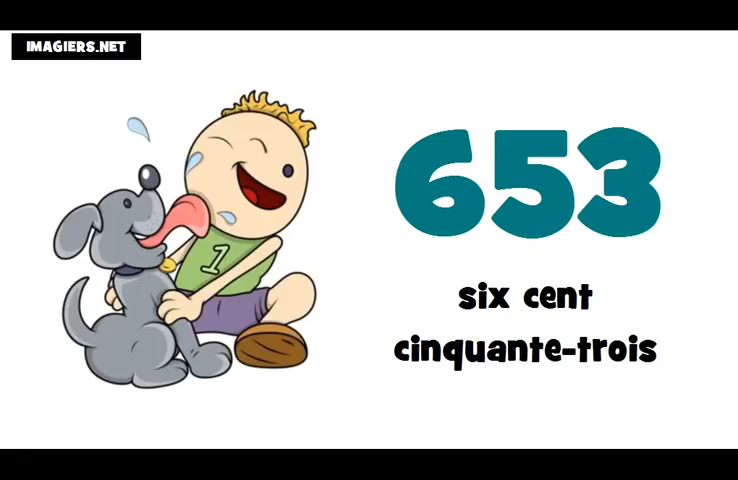 IMAGIERS.NET
653
1
six cent
cinquante-trois